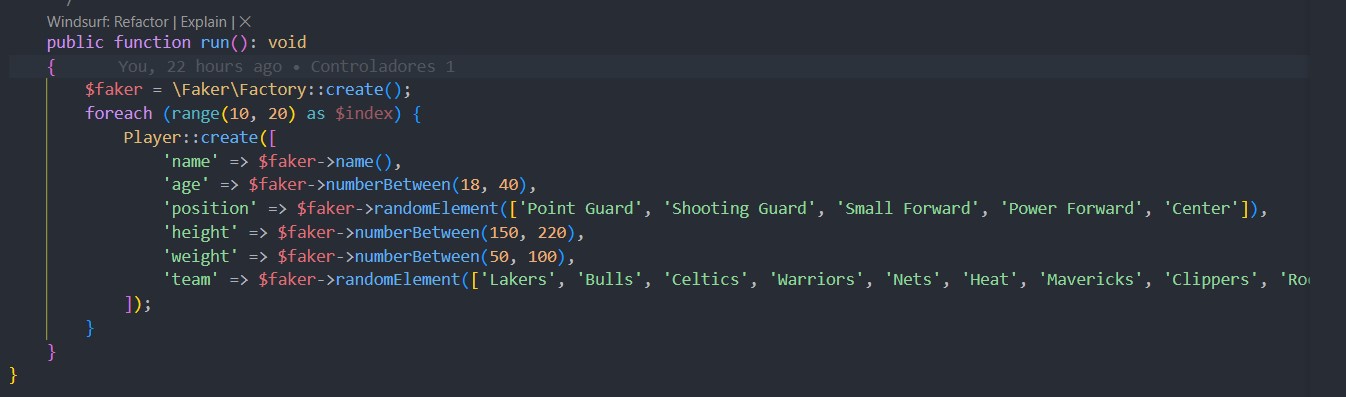 Windsurf: Refactor | Explain | ✕
public function run(): void
{ You, 22 hours ago • Controladores 1
$faker = \Faker\Factory::create();
foreach (range(10, 20) as $index) {
Player::create([
'name' => $faker->name(),
'age' => $faker->numberBetween(18, 40),
'position' => $faker->randomElement(['Point Guard', 'Shooting Guard', 'Small Forward', 'Power Forward', 'Center']),
'height' => $faker->numberBetween(150, 220),
'weight' => $faker->numberBetween(50, 100),
'team' => $faker->randomElement(['Lakers', 'Bulls', 'Celtics', 'Warriors', 'Nets', 'Heat', 'Mavericks', 'Clippers',
]);
}
}
}